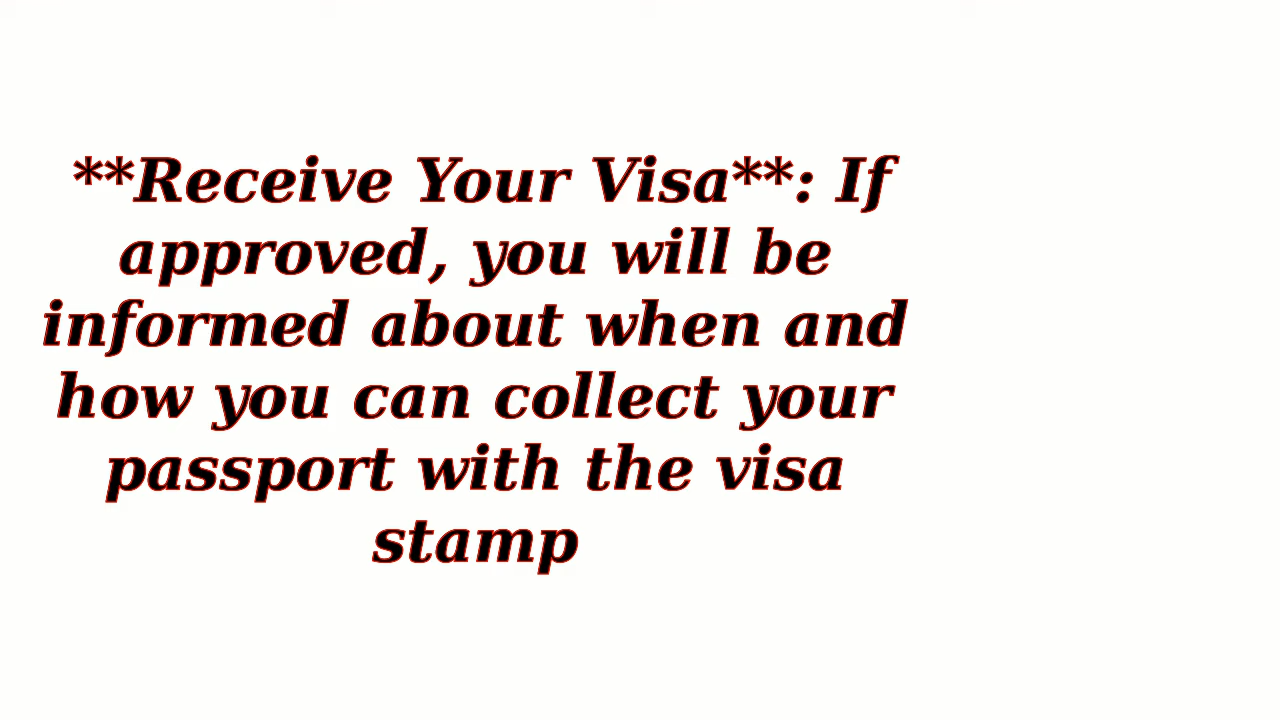 **Receive Your Visa**: If
approved, you will be
informed about when and
how you can collect your
passport with the visa
stamp